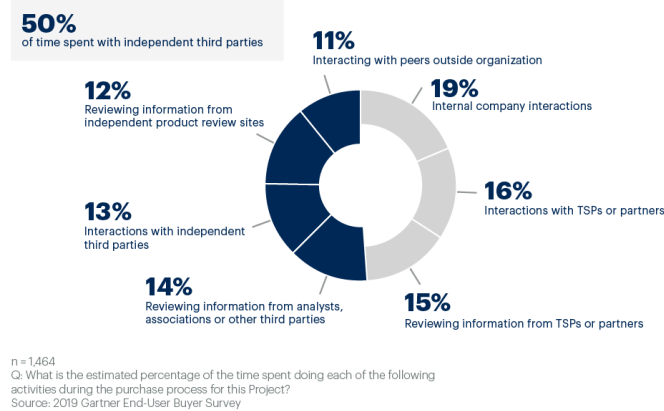 50%
of time spent with independent third parties
11%
Interacting with peers outside organization
19%
Internal company interactions
12%
Reviewing information from
independent product review sites
16%
Interactions with TSPs or partners
13%
Interactions with independent
third parties
14%
Reviewing information from analysts,
associations or other third parties
15%
Reviewing information from TSPs or partners
n = 1,464
Q: What is the estimated percentage of the time spent doing each of the following
activities during the purchase process for this Project?
Source: 2019 Gartner End-User Buyer Survey